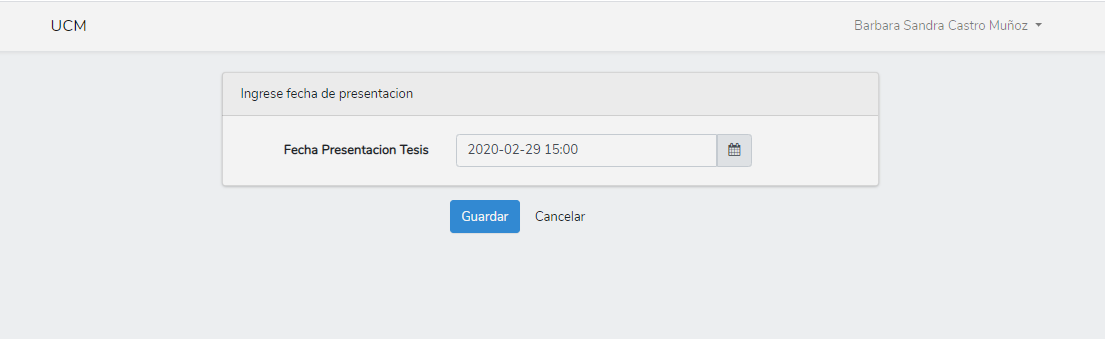 UCM
Barbara Sandra Castro Muñoz
Ingrese fecha de presentacion
Fecha Presentacion Tesis
2020-02-29 15:00
Guardar
Cancelar